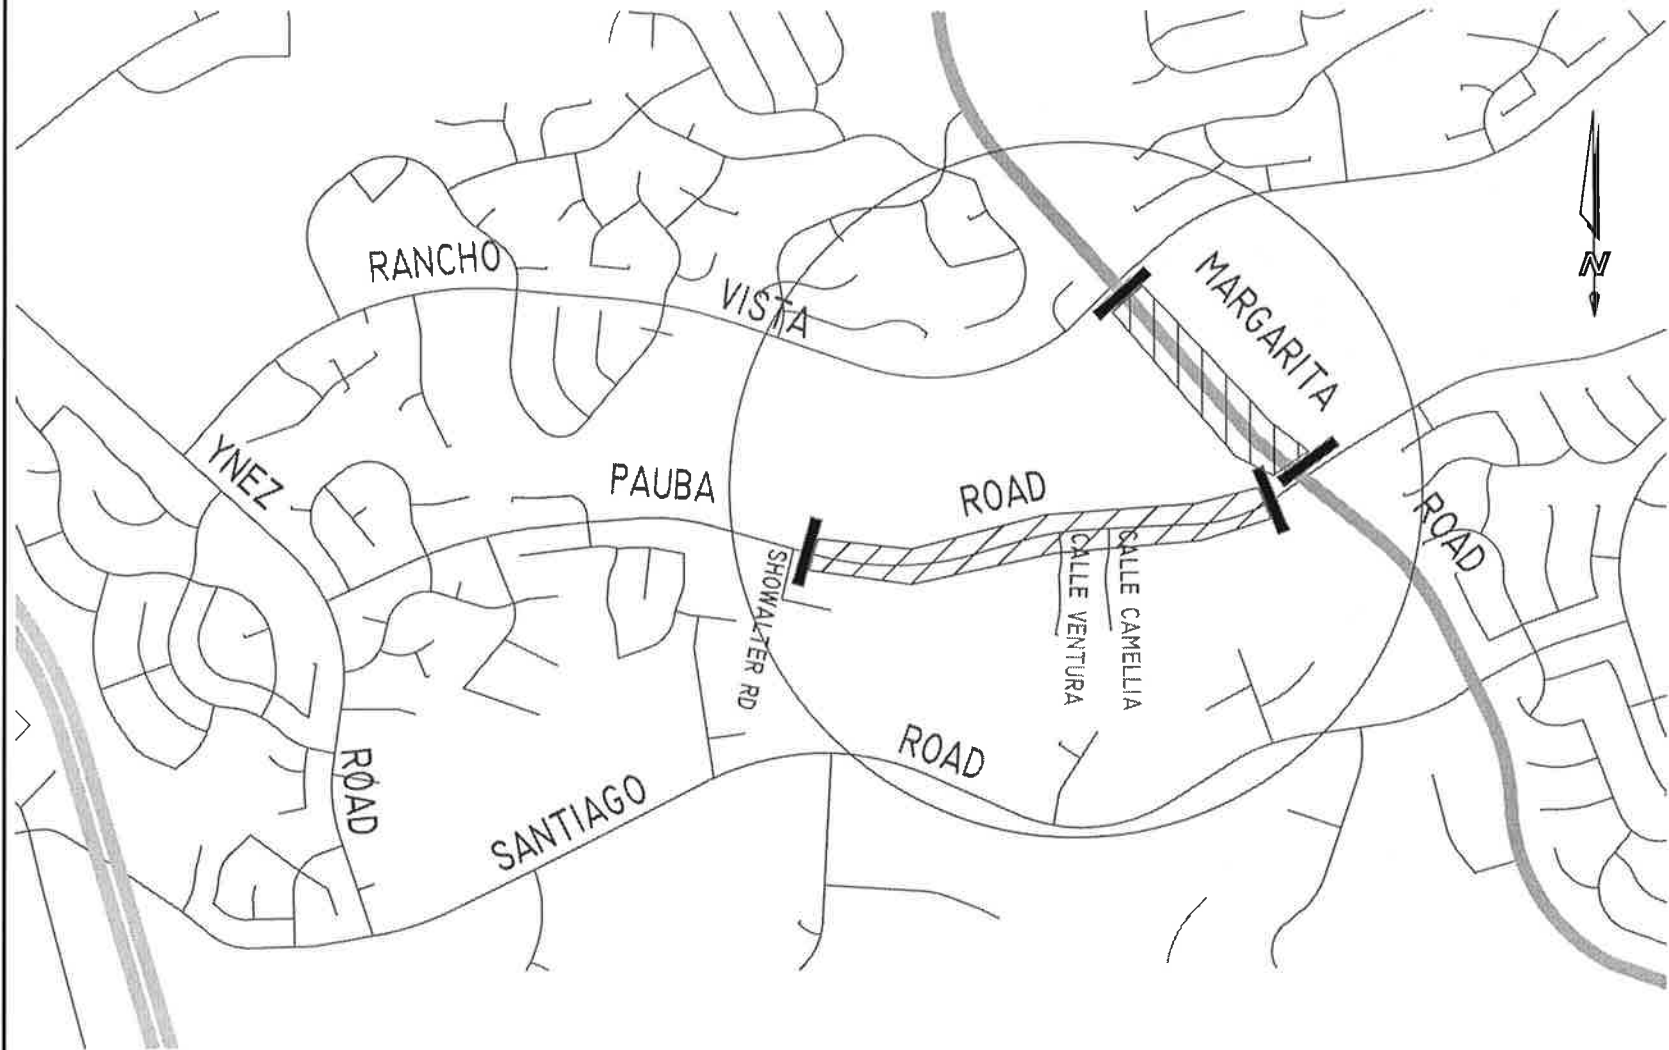 RANCHO
VISTA
MARGARITA
ROAD
N
YNEZ
ROAD
PAUBA
ROAD
SHOWALTER RD
CALLE VENTURA
CALLE CAMELLIA
SANTIAGO
ROAD